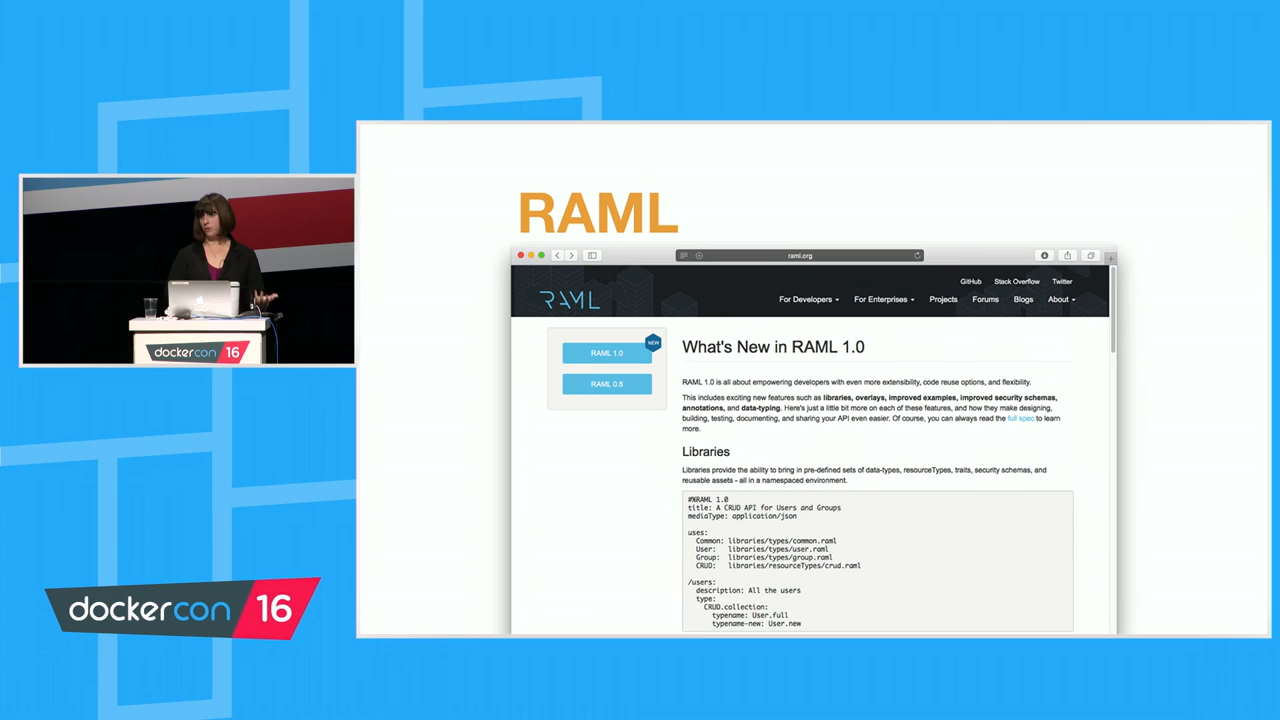 RAML
raml.org
GitHub Stack Overflow Twitter
RAML
For Developers For Enterprises Projects Forums Blogs About
RAML 1.0
NEW
RAML 0.8
What's New in RAML 1.0
RAML 1.0 is all about empowering developers with even more extensibility, code reuse options, and flexibility.
This includes exciting new features such as libraries, overlays, improved examples, improved security schemas,
annotations, and data-typing. Here's just a little bit more on each of these features, and how they make designing,
building, testing, documenting, and sharing your API even easier. Of course, you can always read the full spec to learn
more.
Libraries
Libraries provide the ability to bring in pre-defined sets of data-types, resourceTypes, traits, security schemas, and
reusable assets - all in a namespaced environment.
#%RAML 1.0
title: A CRUD API for Users and Groups
mediaType: application/json
uses:
Common: libraries/types/common.raml
User: libraries/types/user.raml
Group: libraries/types/group.raml
CRUD: libraries/resourceTypes/crud.raml
/users:
description: All the users
type:
CRUD.collection:
typename: User.full
typename-new: User.new
dockercon 16
dockercon 16